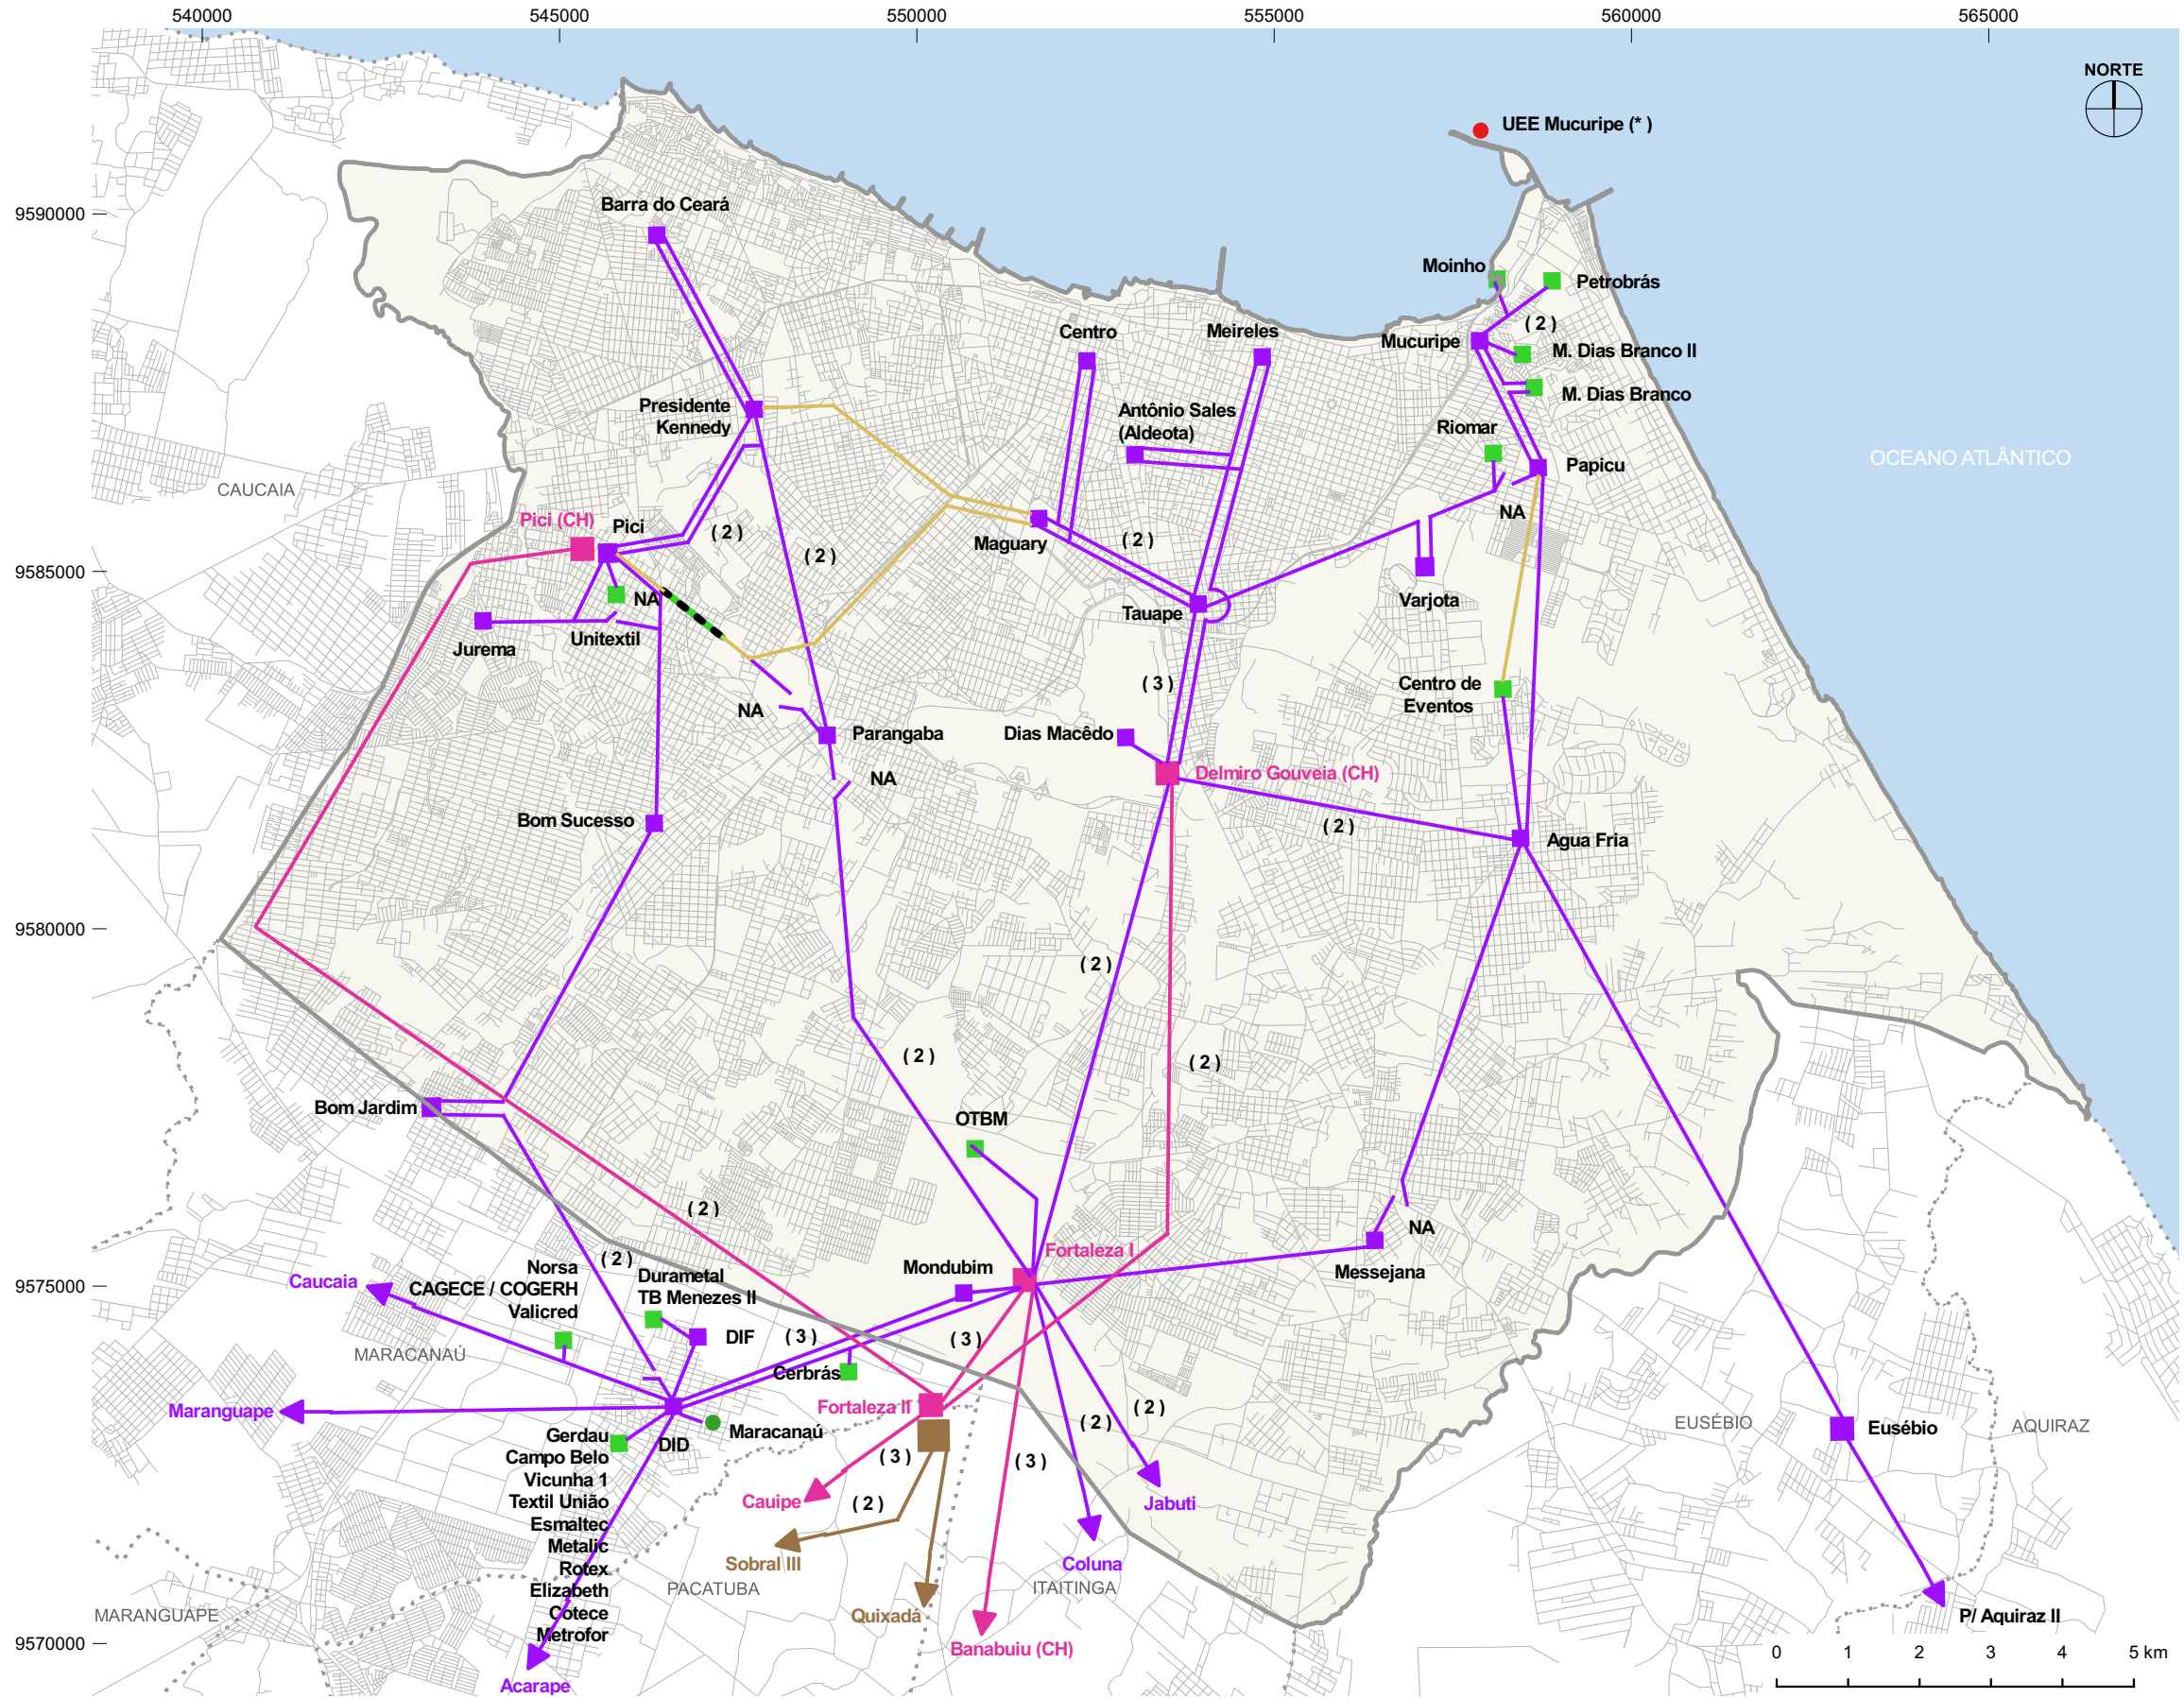 540000
545000
550000
555000
560000
565000
NORTE
UEE Mucuripe (* )
9590000
Barra do Ceará
Moinho
Petrobrás
( 2 )
Centro
Meireles
Mucuripe
M. Dias Branco II
M. Dias Branco
Presidente
Kennedy
Antônio Sales
(Aldeota)
Riomar
Papicu
OCEANO ATLÂNTICO
CAUCAIA
Pici (CH)
Pici
( 2 )
( 2 )
Maguary
( 2 )
NA
9585000
NA
Varjota
Tauape
Unitextil
Jurema
( 3 )
Centro de
Eventos
NA
Parangaba
Dias Macêdo
NA
Delmiro Gouveia (CH)
Bom Sucesso
( 2 )
Agua Fria
9580000
( 2 )
( 2 )
( 2 )
Bom Jardim
OTBM
( 2 )
NA
( 2 )
Fortaleza I
Norsa
CAGECE / COGERH
Valicred
Durametal
TB Menezes II
Mondubim
Messejana
Caucaia
9575000
DIF
( 3 )
( 3 )
MARACANAÚ
Cerbrás
Maranguape
Fortaleza II
( 2 )
( 2 )
EUSÉBIO
Eusébio
AQUIRAZ
Maracanaú
DID
Gerdau
Campo Belo
Vicunha 1
Textil União
Esmaltec
Metalic
Rotex
Elizabeth
Cotece
Metrofor
( 3 )
( 3 )
Cauipe
( 2 )
Jabuti
Sobral III
Coluna
PACATUBA
ITAITINGA
MARANGUAPE
Quixadá
P/ Aquiraz II
9570000
Banabuiu (CH)
0 1 2 3 4 5 km
Acarape